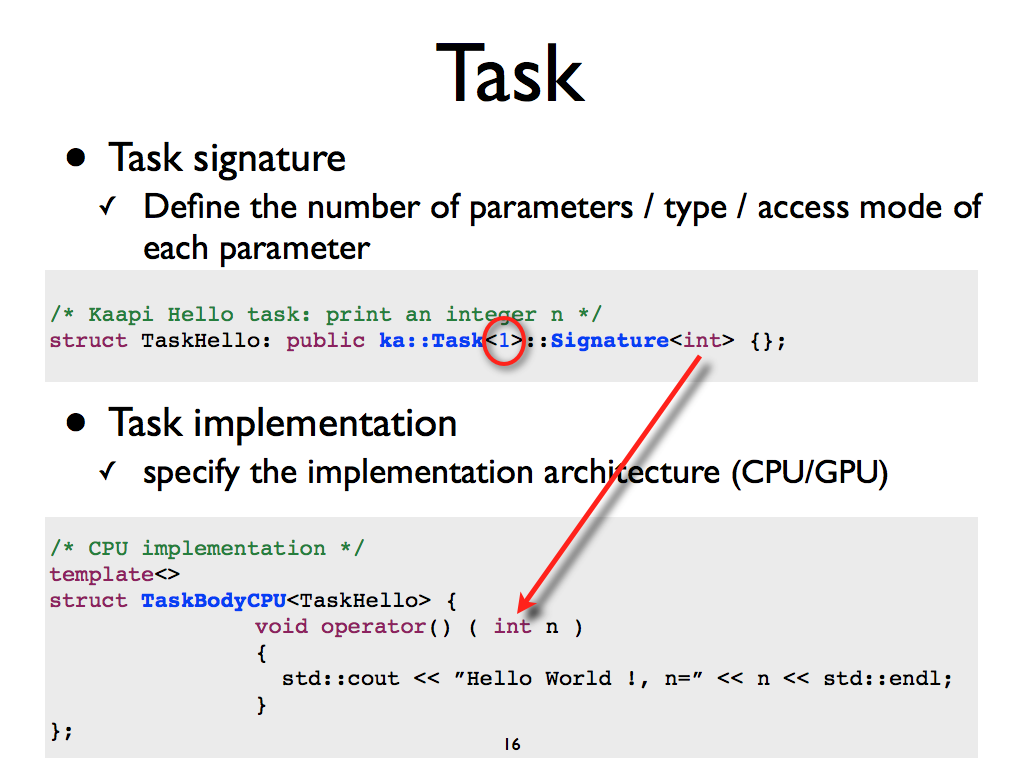 Task
• Task signature
✓ Define the number of parameters / type / access mode of
each parameter
/* Kaapi Hello task: print an integer n */
struct TaskHello: public ka::Task<1>::Signature<int> {};
• Task implementation
✓ specify the implementation architecture (CPU/GPU)
/* CPU implementation */
template<>
struct TaskBodyCPU<TaskHello> {
void operator() ( int n )
{
std::cout << ”Hello World !, n=” << n << std::endl;
}
};
16